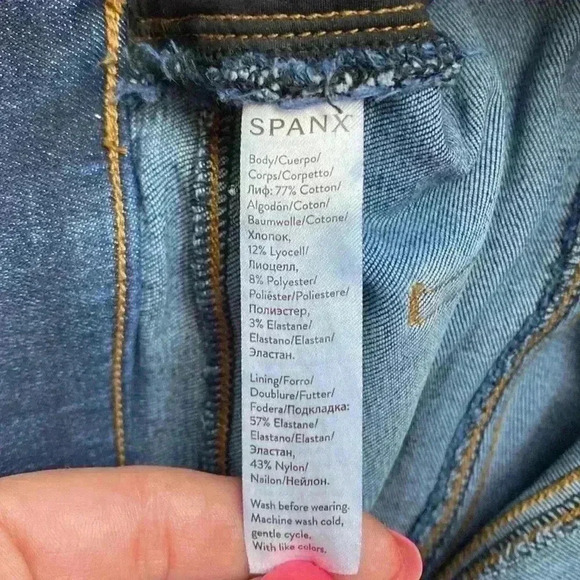 SPANX
Body/Cuerpo/
Corps/Corpetto/
Лиф: 77% Cotton/
Algodón/Coton/
Baumwolle/Cotone/
Хлопок,
12% Lyocell/
Лиоцелл,
8% Polyester/
Poliéster/Poliestere/
Полиэстер,
3% Elastane/
Elastano/Elastan/
Эластан.
Lining/Forro/
Doublure/Futter/
Fodera/Подкладка:
57% Elastane/
Elastano/Elastan/
Эластан,
43% Nylon/
Nailon/Нейлон.
Wash before wearing.
Machine wash cold,
gentle cycle.
With like colors.